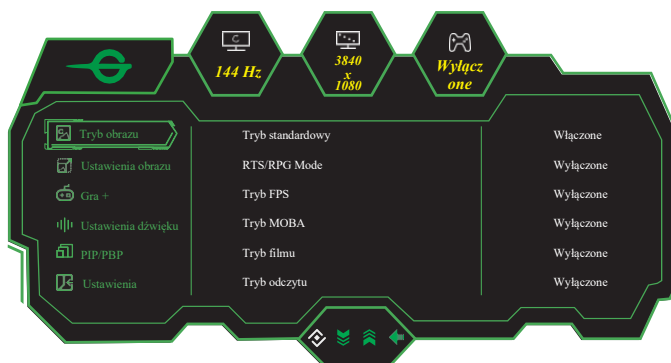 144 Hz
3840
x
1080
Wyłącz
one
Tryb obrazu
Ustawienia obrazu
Gra +
Ustawienia dźwięku
PIP/PBP
Ustawienia
Tryb standardowy Włączone
RTS/RPG Mode Wyłączone
Tryb FPS Wyłączone
Tryb MOBA Wyłączone
Tryb filmu Wyłączone
Tryb odczytu Wyłączone